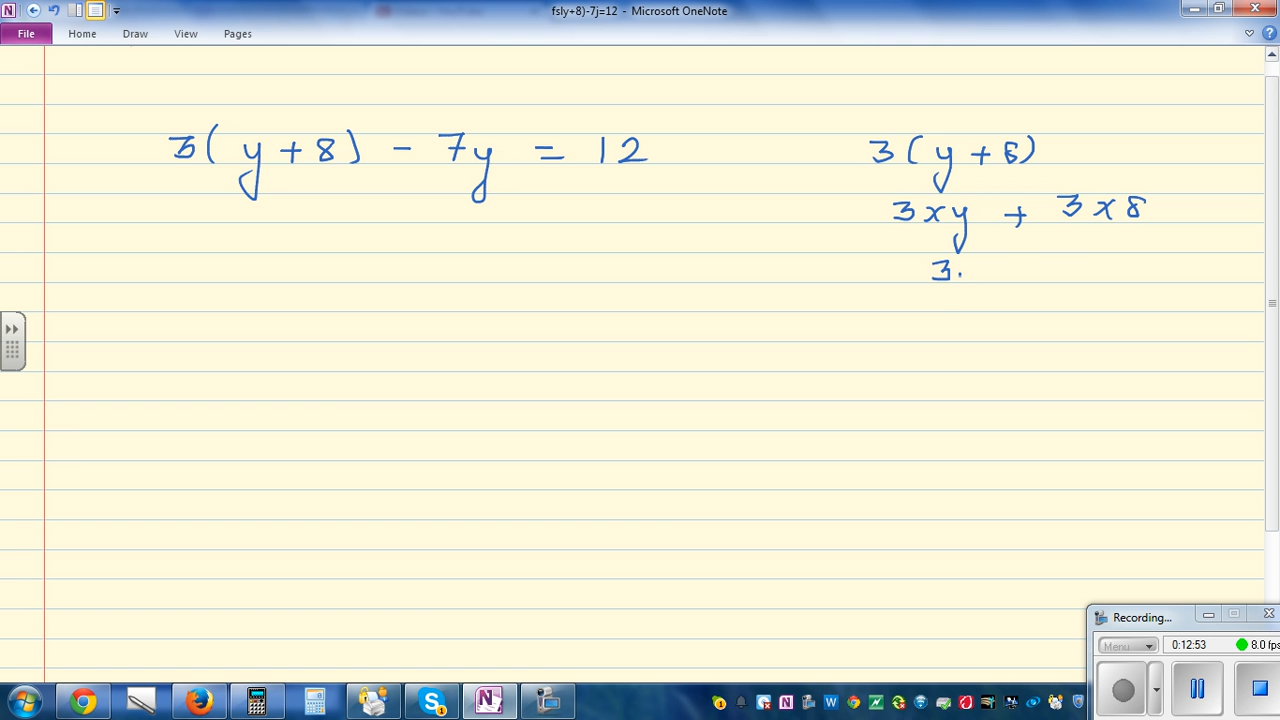 fsly+8)-7j=12 - Microsoft OneNote
File Home Draw View Pages
3(y+8) - 7y = 12
3(y+8)
3xy + 3x8
3.
Recording...
Menu
0:12:53
8.0 fps